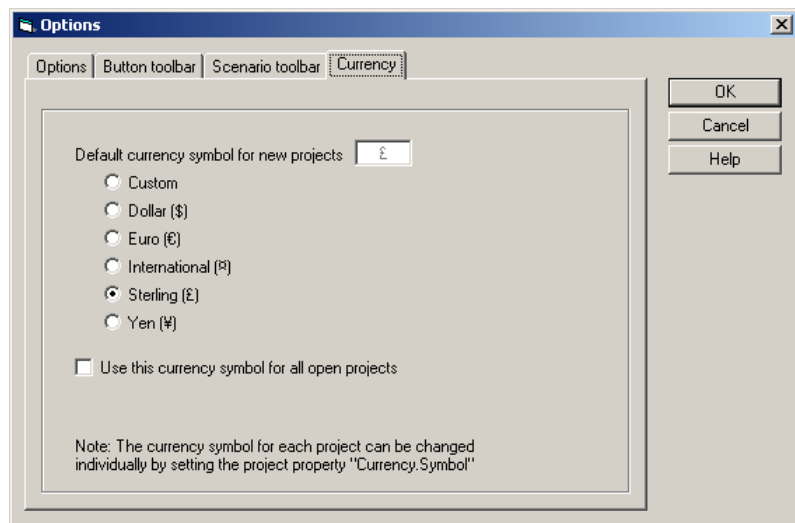 Options
Options Button toolbar Scenario toolbar Currency
OK
Cancel
Help
Default currency symbol for new projects £
Custom
Dollar ($)
Euro (€)
International (¤)
Sterling (£)
Yen (¥)
Use this currency symbol for all open projects
Note: The currency symbol for each project can be changed
individually by setting the project property "Currency.Symbol"